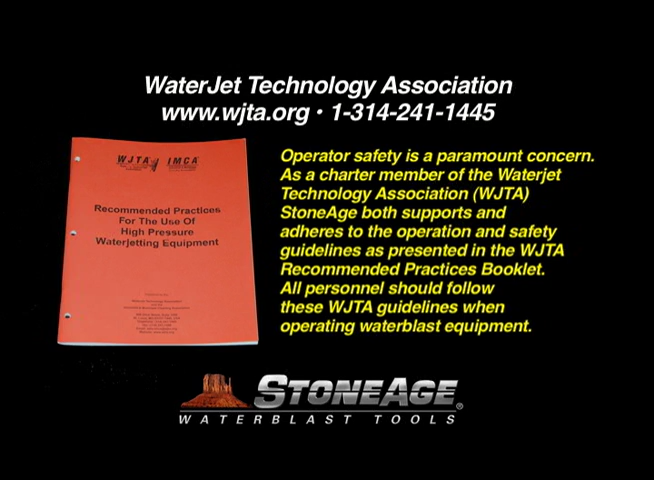 WaterJet Technology Association
www.wjta.org • 1-314-241-1445
WJTA IMCA
Recommended Practices
For The Use Of
High Pressure
Waterjetting Equipment
Operator safety is a paramount concern.
As a charter member of the Waterjet
Technology Association (WJTA)
StoneAge both supports and
adheres to the operation and safety
guidelines as presented in the WJTA
Recommended Practices Booklet.
All personnel should follow
these WJTA guidelines when
operating waterblast equipment.
STONEAGE®
WATERBLAST TOOLS